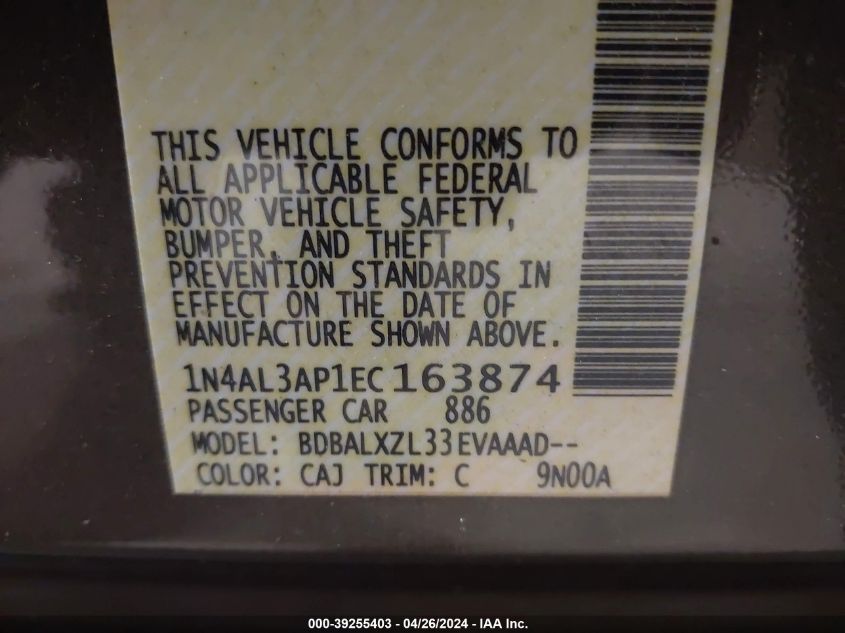 THIS VEHICLE CONFORMS TO
ALL APPLICABLE FEDERAL
MOTOR VEHICLE SAFETY,
BUMPER, AND THEFT
PREVENTION STANDARDS IN
EFFECT ON THE DATE OF
MANUFACTURE SHOWN ABOVE.
1N4AL3AP1EC163874
PASSENGER CAR 886
MODEL: BDBALXZL33EVAAAD--
COLOR: CAJ TRIM: C 9N00A
000-39255403 - 04/26/2024 - IAA Inc.